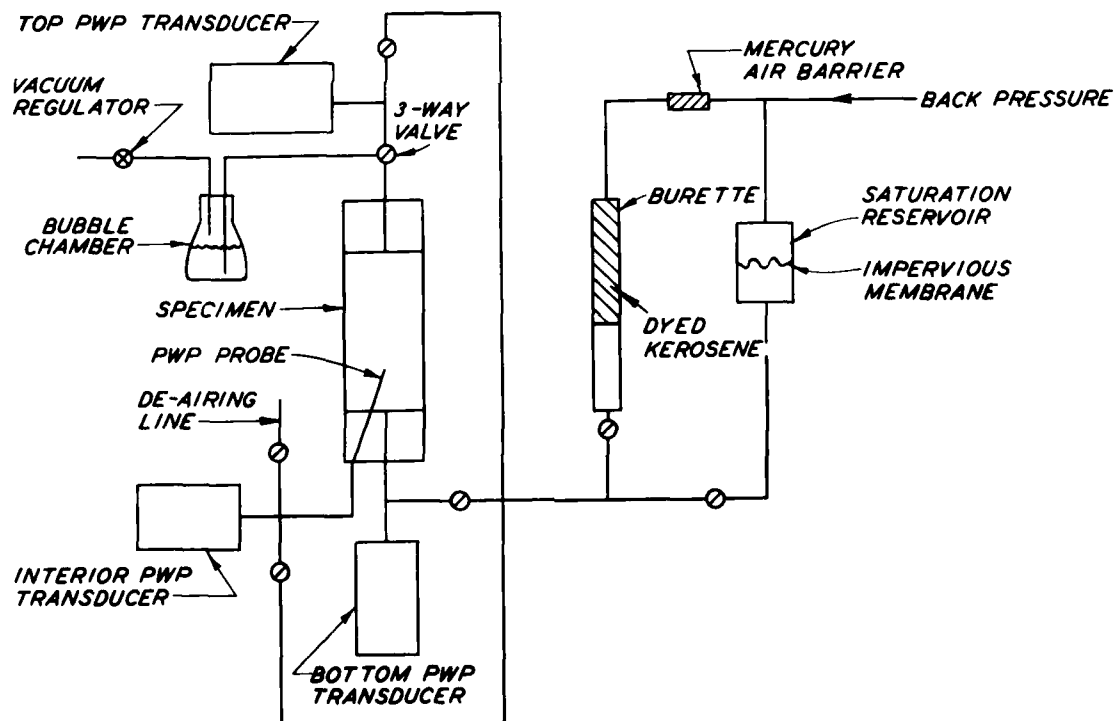 TOP PWP TRANSDUCER
VACUUM
REGULATOR
3-WAY
VALVE
BUBBLE
CHAMBER
SPECIMEN
PWP PROBE
DE-AIRING
LINE
INTERIOR PWP
TRANSDUCER
BOTTOM PWP
TRANSDUCER
MERCURY
AIR BARRIER
BACK PRESSURE
BURETTE
SATURATION
RESERVOIR
IMPERVIOUS
MEMBRANE
DYED
KEROSENE